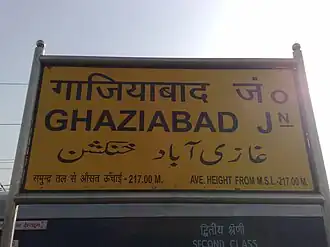 गाजियाबाद जं०
GHAZIABAD JN
غازی آباد جنکشن
समुन्द्र तल से औसत ऊँचाई -217.00 M. AVE. HEIGHT FROM M.S.L.-217.00 M.
द्वितीय श्रेणी
SECOND CLASS